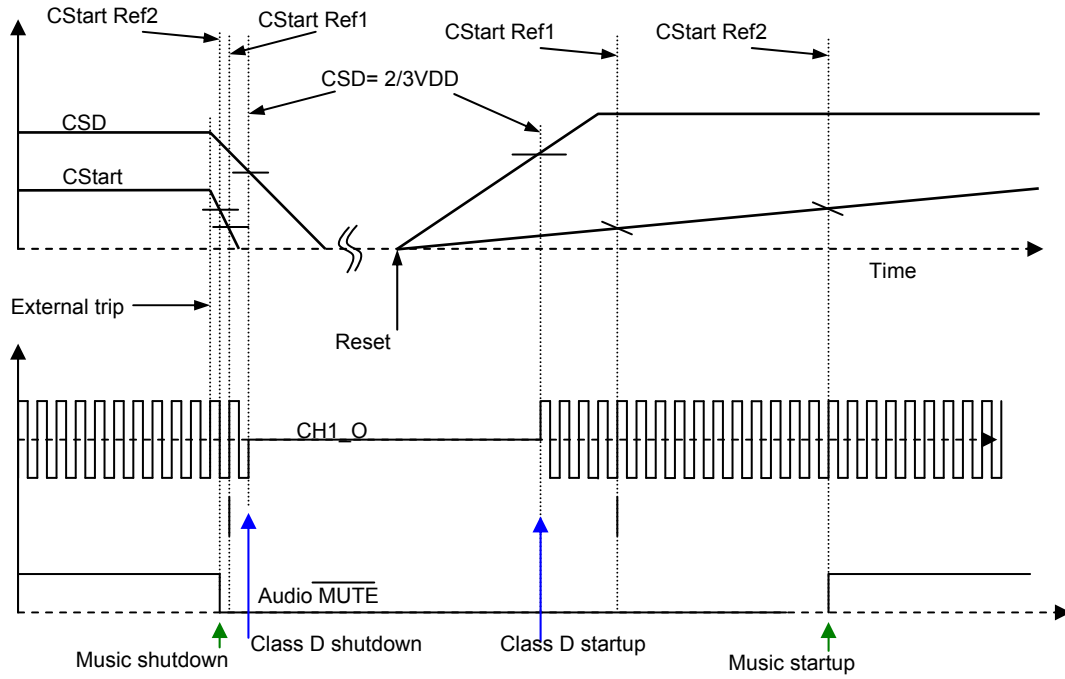 CStart Ref2
CStart Ref1
CStart Ref1
CStart Ref2
CSD= 2/3VDD
CSD
CStart
Time
External trip
Reset
CH1_O
Audio MUTE
Music shutdown
Class D shutdown
Class D startup
Music startup